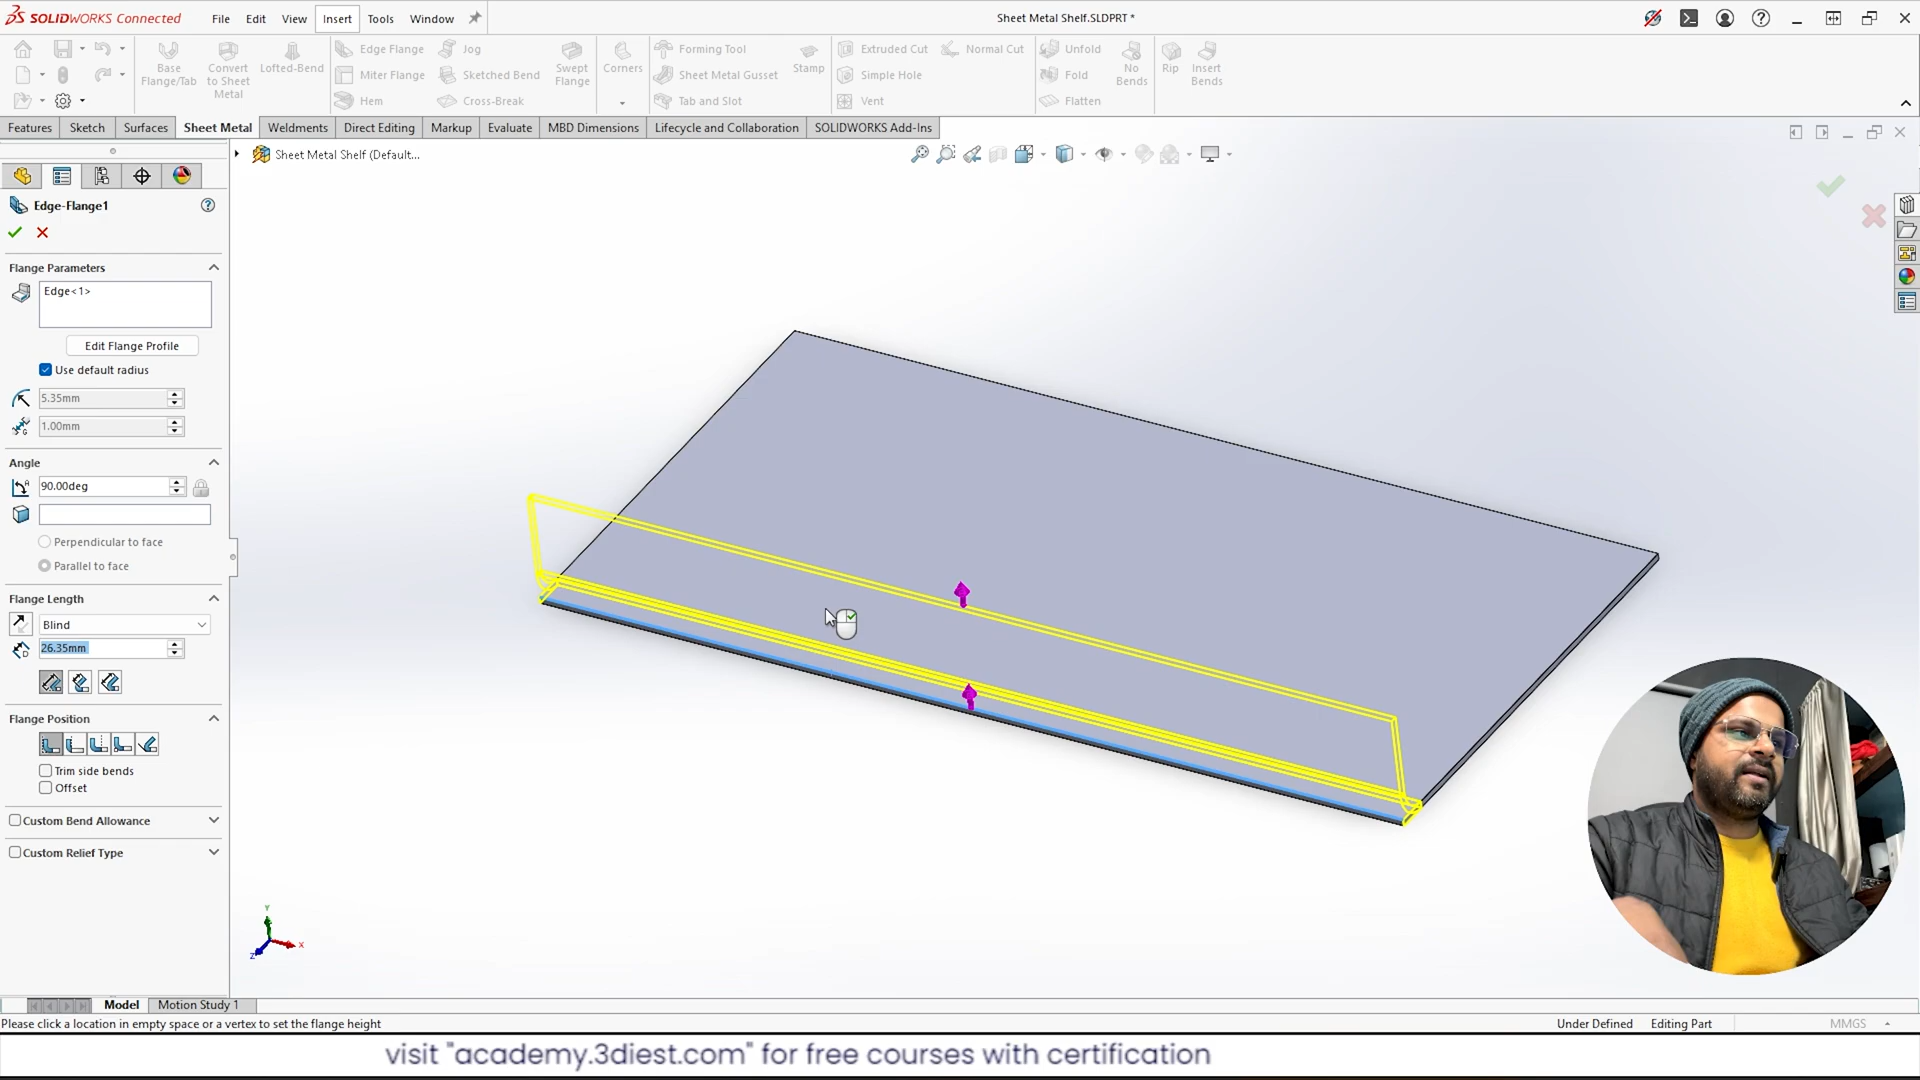 SOLIDWORKS Connected
File Edit View Insert Tools Window
Sheet Metal Shelf.SLDPRT *
Base Flange/Tab
Convert to Sheet Metal
Lofted-Bend
Edge Flange
Miter Flange
Hem
Jog
Sketched Bend
Cross-Break
Swept Flange
Corners
Forming Tool
Sheet Metal Gusset
Tab and Slot
Stamp
Extruded Cut
Simple Hole
Vent
Normal Cut
Unfold
Fold
Flatten
No Bends
Rip
Insert Bends
Features Sketch Surfaces Sheet Metal Weldments Direct Editing Markup Evaluate MBD Dimensions Lifecycle and Collaboration SOLIDWORKS Add-Ins
Sheet Metal Shelf (Default...
Edge-Flange1
Flange Parameters
Edge<1>
Edit Flange Profile
Use default radius
5.35mm
1.00mm
Angle
90.00deg
Perpendicular to face
Parallel to face
Flange Length
Blind
26.35mm
Flange Position
Trim side bends
Offset
Custom Bend Allowance
Custom Relief Type
Y
X
Z
Model Motion Study 1
Please click a location in empty space or a vertex to set the flange height
Under Defined Editing Part MMGS
visit "academy.3diest.com" for free courses with certification